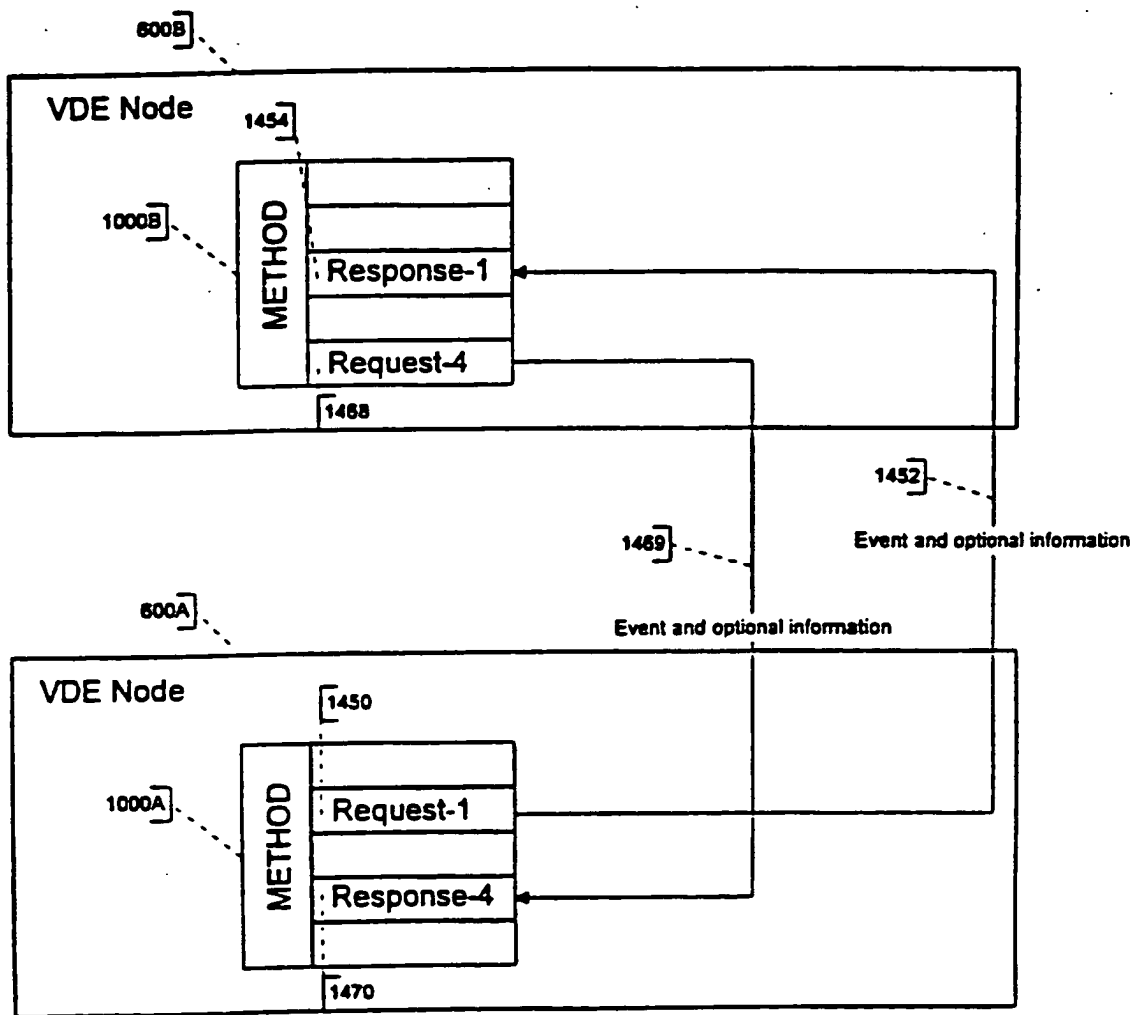 600B
VDE Node
1454
1000B
METHOD
Response-1
Request-4
1468
1452
1469
Event and optional information
600A
Event and optional information
VDE Node
1450
1000A
METHOD
Request-1
Response-4
1470